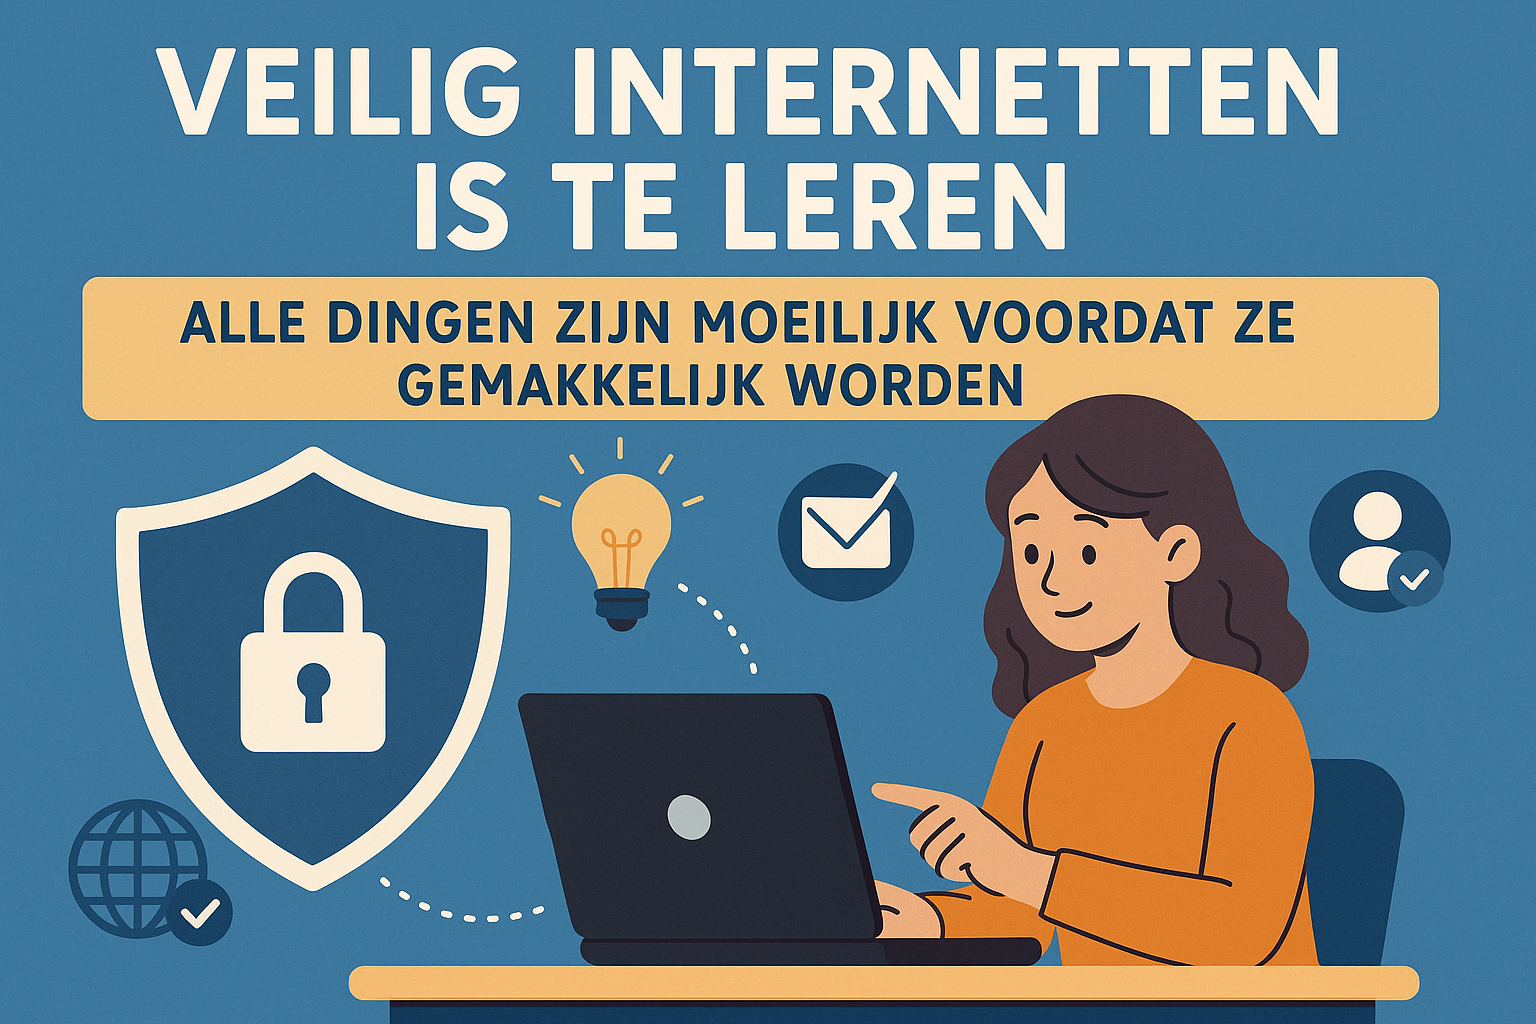 VEILIG INTERNETTEN
IS TE LEREN
ALLE DINGEN ZIJN MOEILIJK VOORDAT ZE
GEMAKKELIJK WORDEN